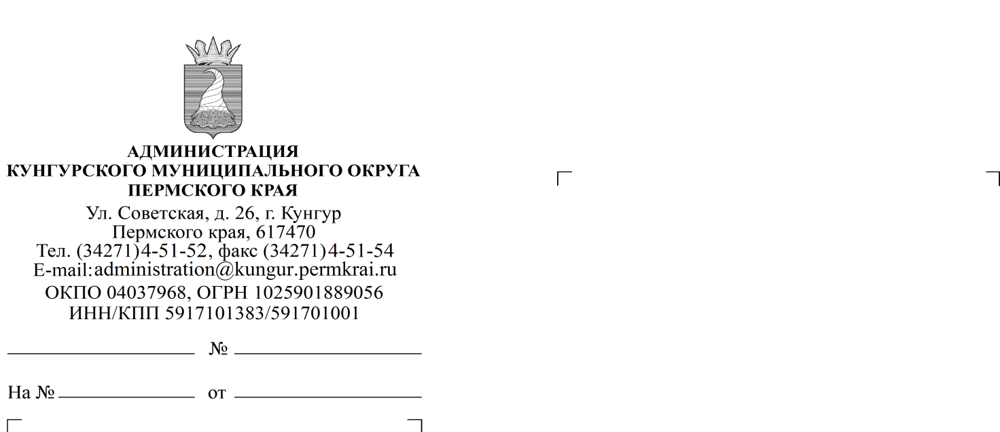 АДМИНИСТРАЦИЯ
КУНГУРСКОГО МУНИЦИПАЛЬНОГО ОКРУГА
ПЕРМСКОГО КРАЯ
Ул. Советская, д. 26, г. Кунгур
Пермского края, 617470
Тел. (34271)4-51-52, факс (34271)4-51-54
E-mail:administration@kungur.permkrai.ru
ОКПО 04037968, ОГРН 1025901889056
ИНН/КПП 5917101383/591701001
№
На № от